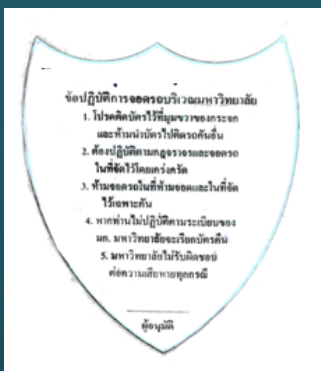 ข้อปฏิบัติการจอดรถบริเวณมหาวิทยาลัย
1. โปรดติดบัตรไว้ที่มุมขวาของกระจก
และห้ามนำบัตรไปติดรถคันอื่น
2. ต้องปฏิบัติตามกฎจราจรและจอดรถ
ในที่จัดไว้โดยเคร่งครัด
3. ห้ามจอดรถในที่ห้ามจอดและในที่จัด
ไว้เฉพาะกัน
4. หากท่านไม่ปฏิบัติตามระเบียบของ
มก. มหาวิทยาลัยจะเรียกบัตรคืน
5. มหาวิทยาลัยไม่รับผิดชอบ
ต่อความเสียหายทุกกรณี
ผู้อนุมัติ